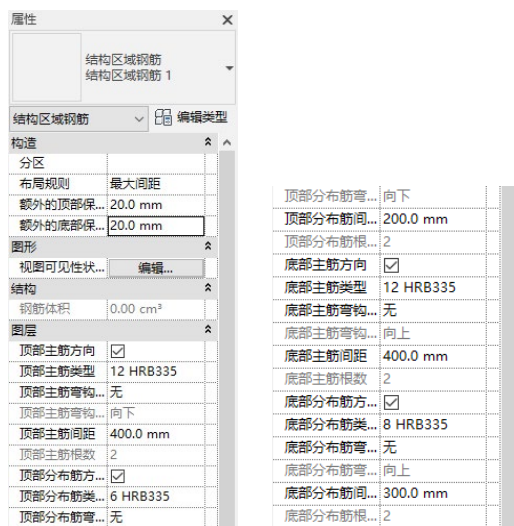 属性
结构区域钢筋
结构区域钢筋 1
结构区域钢筋 编辑类型
构造
分区
布局规则 最大间距
额外的顶部保... 20.0 mm
额外的底部保... 20.0 mm
图形
视图可见性状... 编辑...
结构
钢筋体积 0.00 cm³
图层
顶部主筋方向
顶部主筋类型 12 HRB335
顶部主筋弯钩... 无
顶部主筋弯钩... 向下
顶部主筋间距 400.0 mm
顶部主筋根数 2
顶部分布筋方...
顶部分布筋类... 6 HRB335
顶部分布筋弯... 无
顶部分布筋弯... 向下
顶部分布筋间... 200.0 mm
顶部分布筋根... 2
底部主筋方向
底部主筋类型 12 HRB335
底部主筋弯钩... 无
底部主筋弯钩... 向上
底部主筋间距 400.0 mm
底部主筋根数 2
底部分布筋方...
底部分布筋类... 8 HRB335
底部分布筋弯... 无
底部分布筋弯... 向上
底部分布筋间... 300.0 mm
底部分布筋根... 2